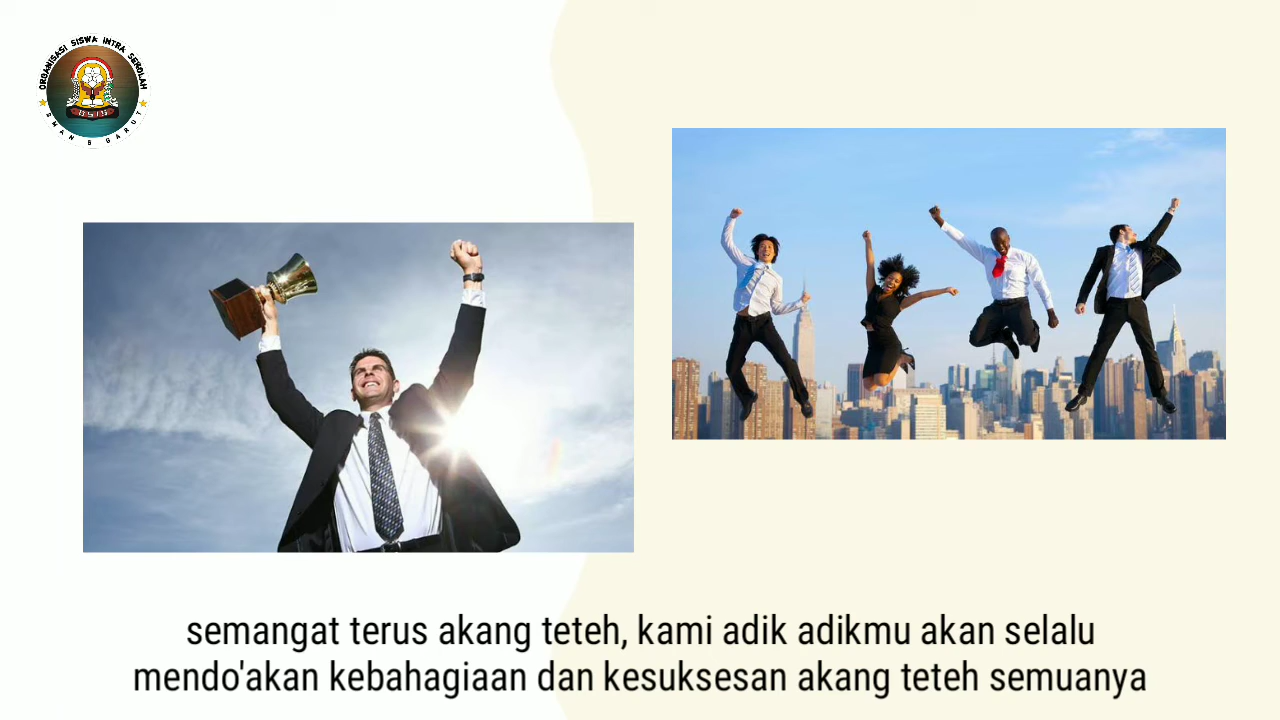 ORGANISASI SISWA INTRA SEKOLAH
OSIS
semangat terus akang teteh, kami adik adikmu akan selalu
mendo'akan kebahagiaan dan kesuksesan akang teteh semuanya